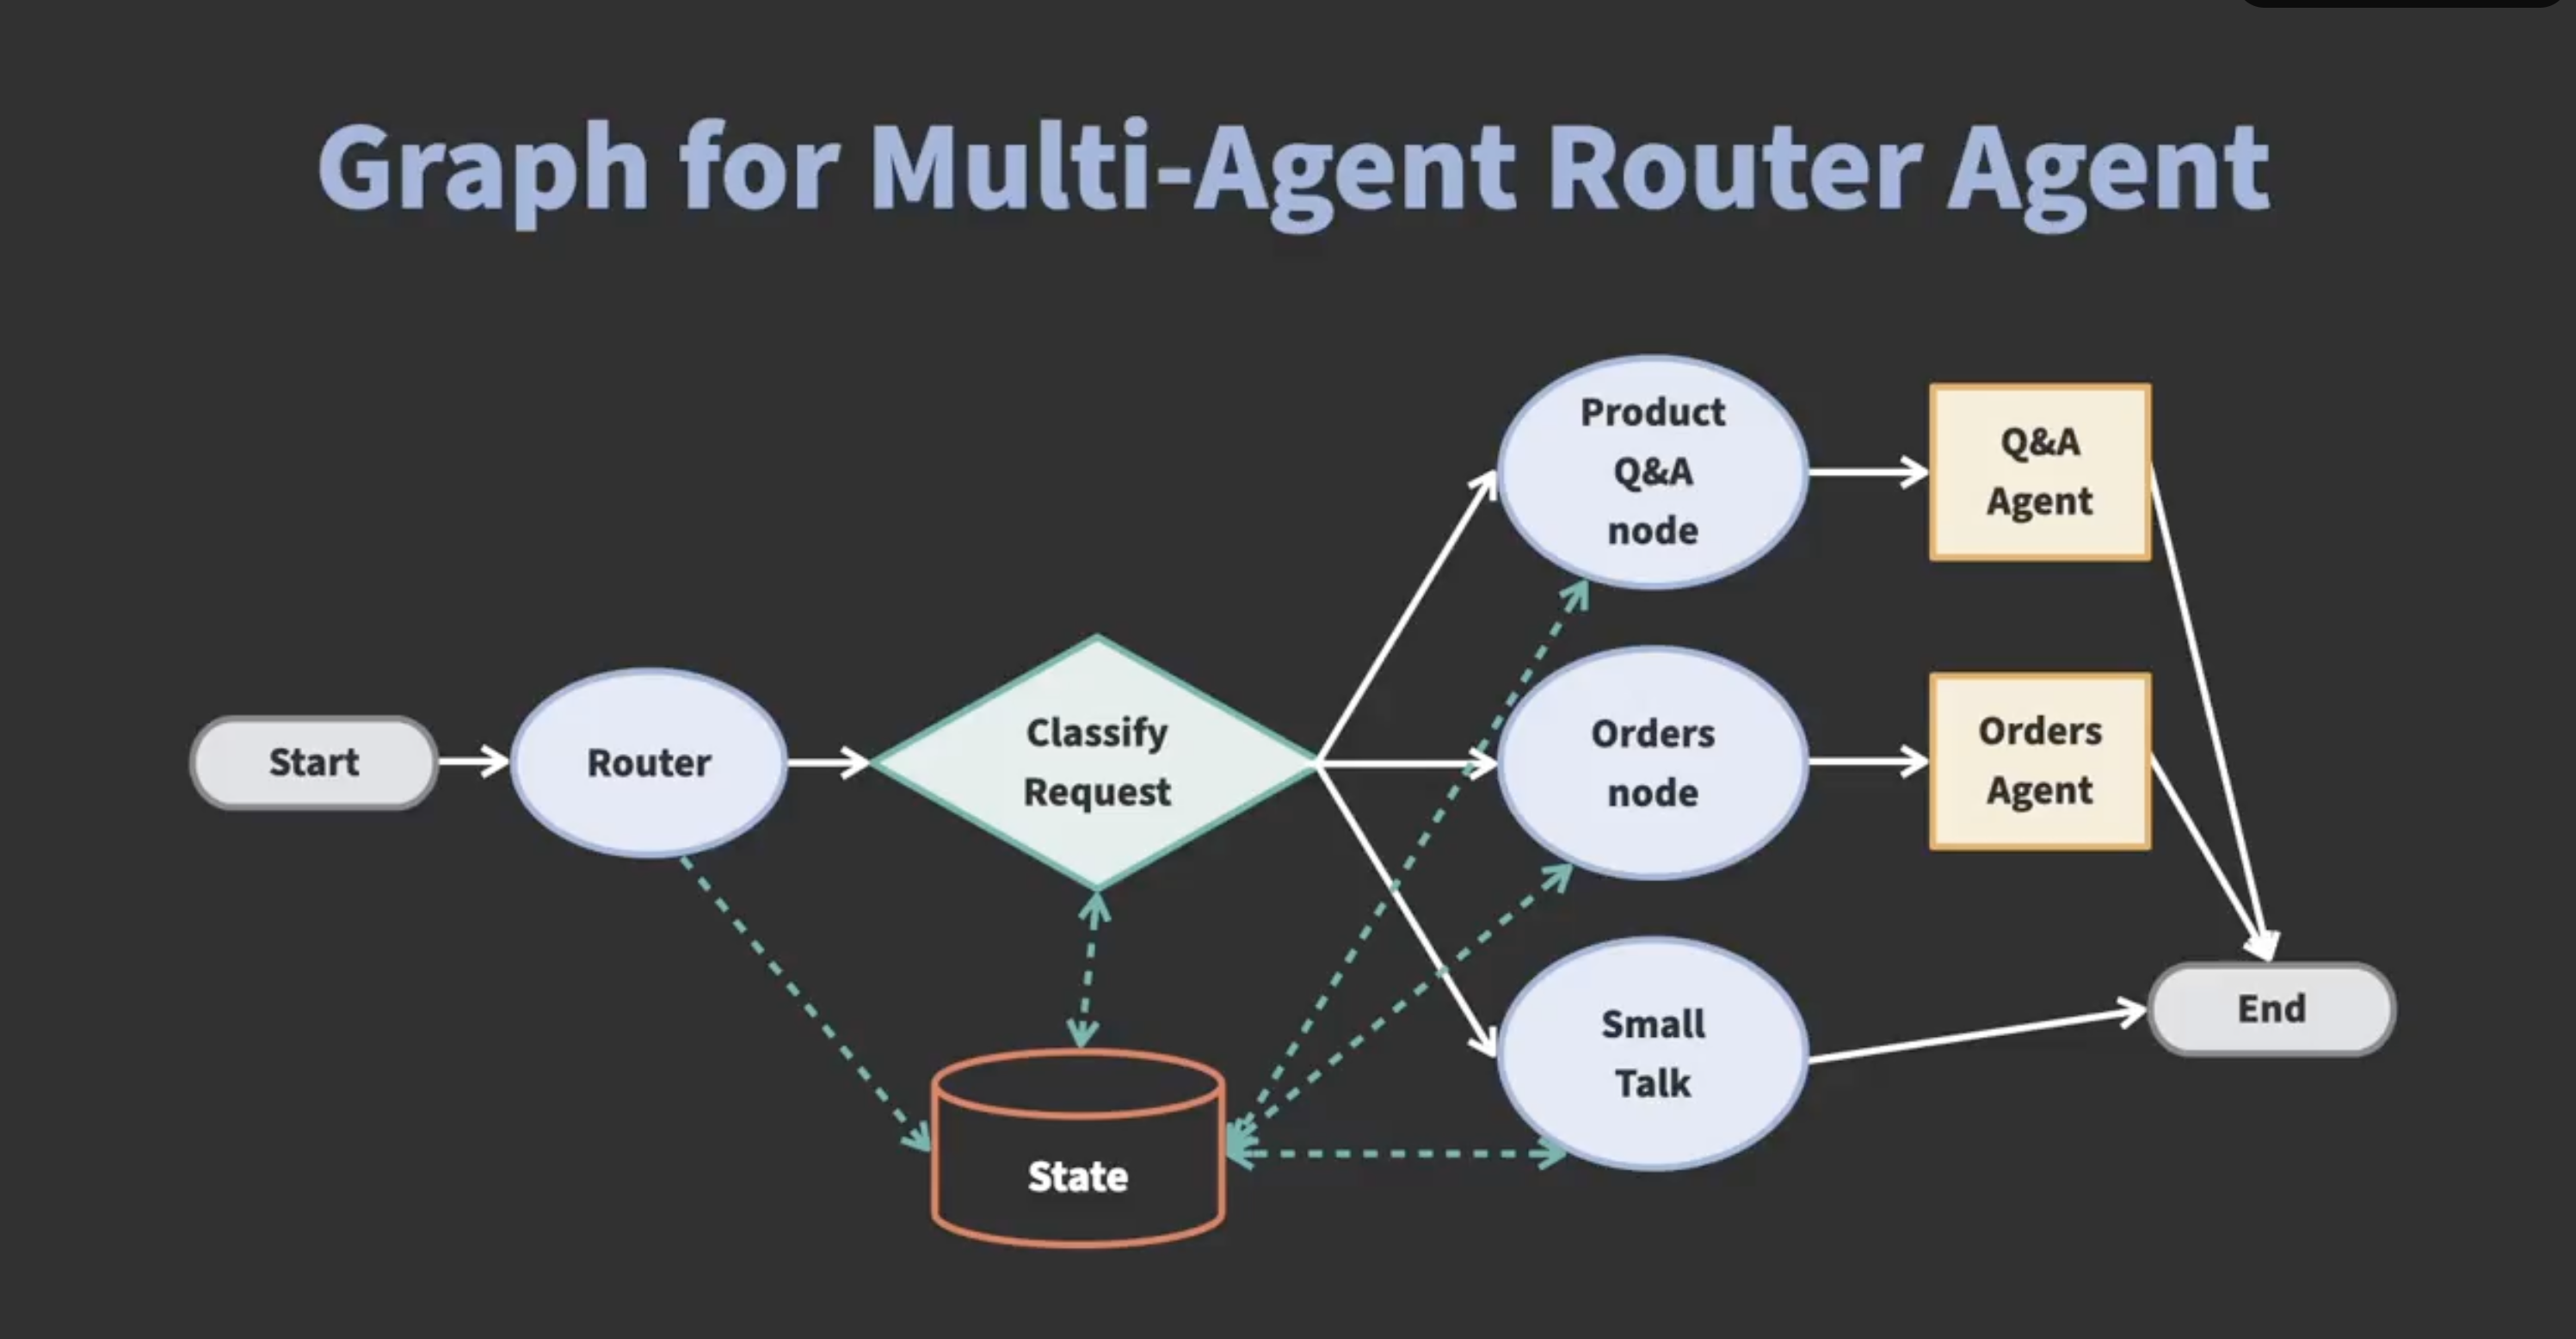 Graph for Multi-Agent Router Agent
Product
Q&A
node
Q&A
Agent
Start
Router
Classify
Request
Orders
node
Orders
Agent
Small
Talk
End
State